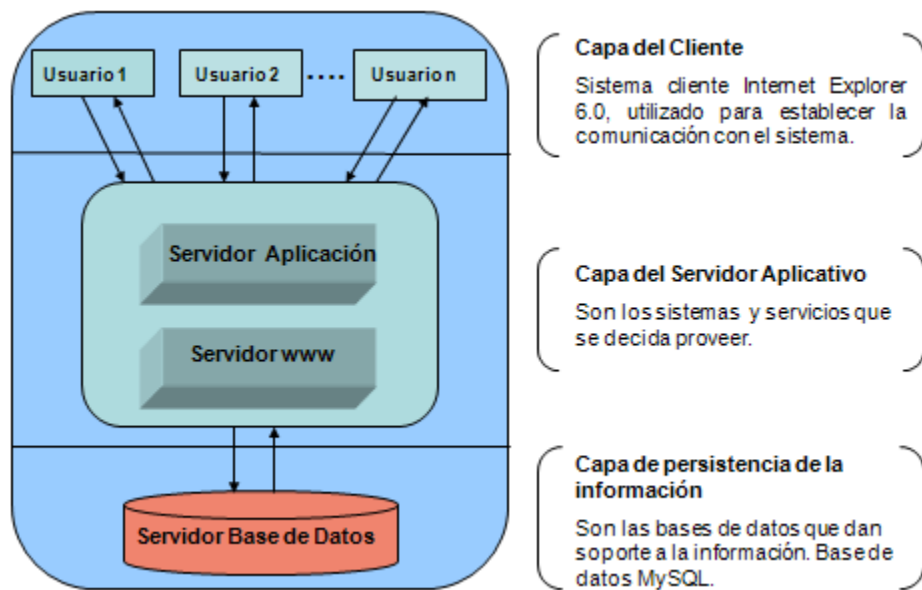 Usuario 1
Usuario 2
....
Usuario n
Capa del Cliente
Sistema cliente Internet Explorer
6.0, utilizado para establecer la
comunicación con el sistema.
Servidor Aplicación
Servidor www
Capa del Servidor Aplicativo
Son los sistemas y servicios que
se decida proveer.
Servidor Base de Datos
Capa de persistencia de la
información
Son las bases de datos que dan
soporte a la información. Base de
datos MySQL.